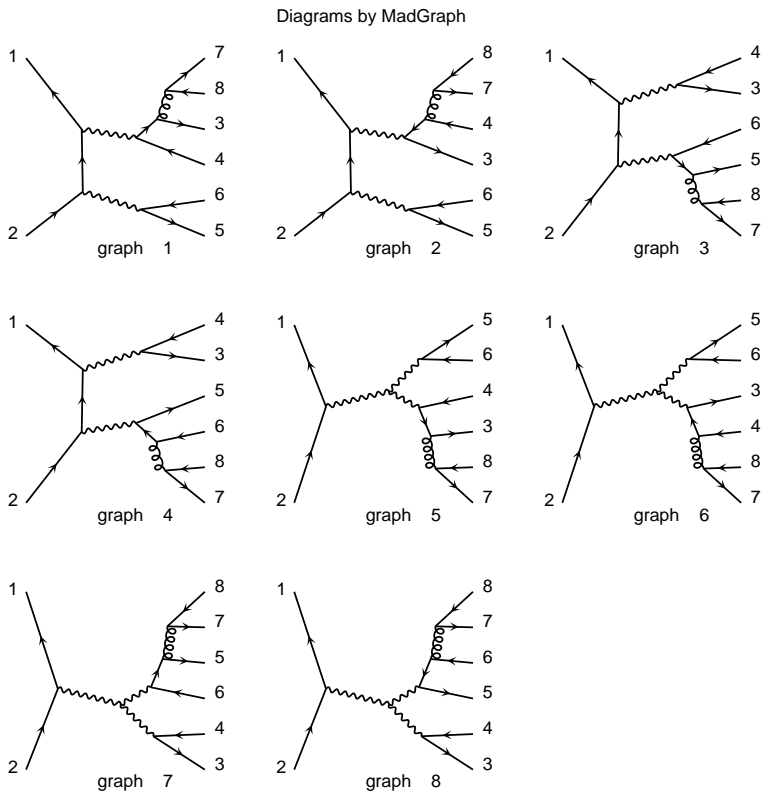 Diagrams by MadGraph
1 7 8 3 4 6 5 2
graph 1
1 8 7 4 3 6 5 2
graph 2
1 4 3 6 5 8 7 2
graph 3
1 4 3 5 6 8 7 2
graph 4
1 5 6 4 3 8 7 2
graph 5
1 5 6 3 4 8 7 2
graph 6
1 8 7 5 6 4 3 2
graph 7
1 8 7 6 5 4 3 2
graph 8